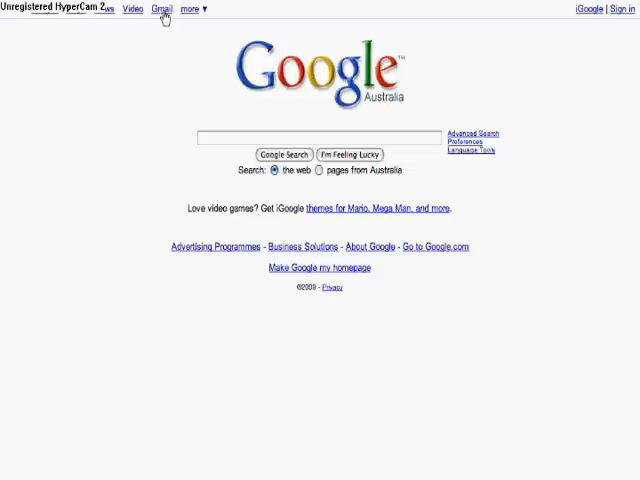 Unregistered HyperCam 2
ws Video Gmail more ▼ iGoogle | Sign in
Google™
Australia
Advanced Search
Preferences
Language Tools
Google Search I'm Feeling Lucky
Search: the web pages from Australia
Love video games? Get iGoogle themes for Mario, Mega Man, and more.
Advertising Programmes - Business Solutions - About Google - Go to Google.com
Make Google my homepage
©2009 - Privacy